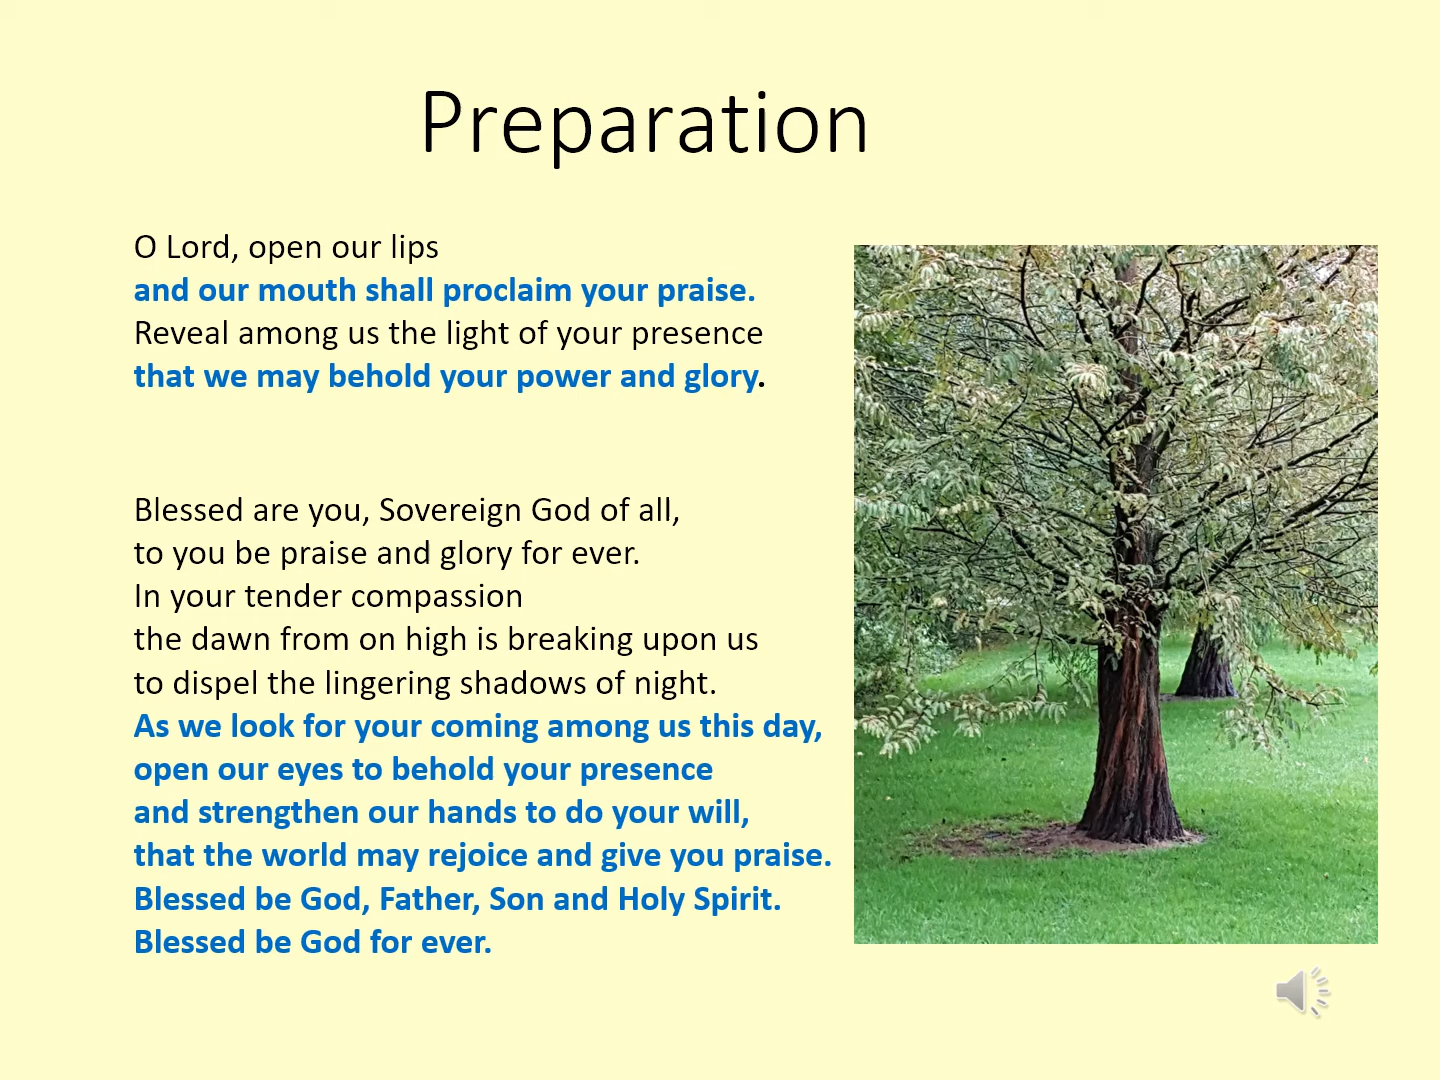 Preparation
O Lord, open our lips
and our mouth shall proclaim your praise.
Reveal among us the light of your presence
that we may behold your power and glory.
Blessed are you, Sovereign God of all,
to you be praise and glory for ever.
In your tender compassion
the dawn from on high is breaking upon us
to dispel the lingering shadows of night.
As we look for your coming among us this day,
open our eyes to behold your presence
and strengthen our hands to do your will,
that the world may rejoice and give you praise.
Blessed be God, Father, Son and Holy Spirit.
Blessed be God for ever.